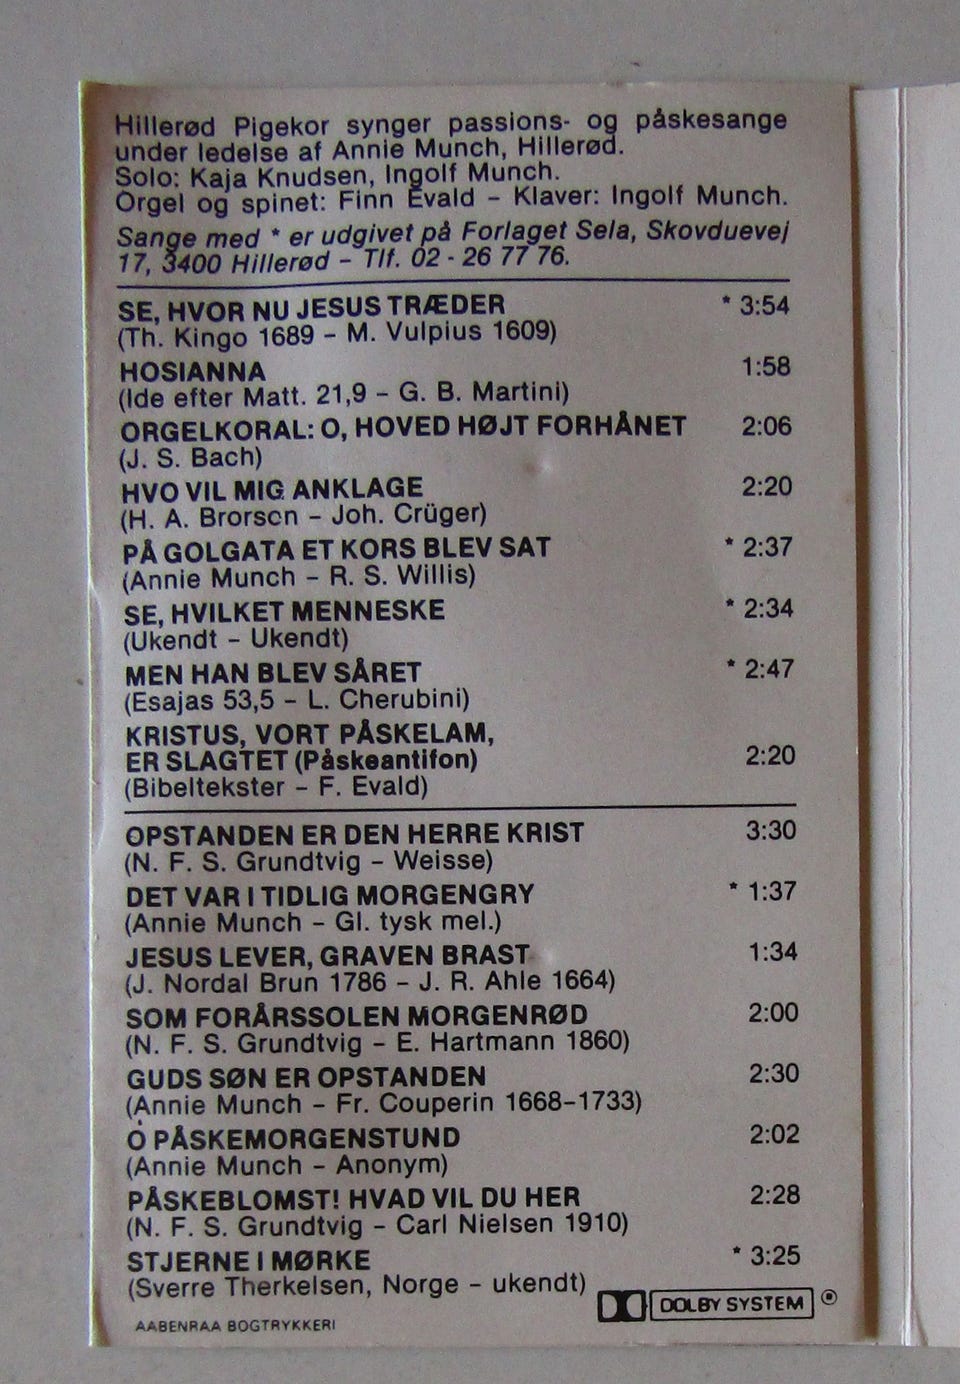 Hillerød Pigekor synger passions- og påskesange
under ledelse af Annie Munch, Hillerød.
Solo: Kaja Knudsen, Ingolf Munch.
Orgel og spinet: Finn Evald – Klaver: Ingolf Munch.
Sange med * er udgivet på Forlaget Sela, Skovduevej
17, 3400 Hillerød – Tlf. 02 - 26 77 76.
SE, HVOR NU JESUS TRÆDER * 3:54
(Th. Kingo 1689 – M. Vulpius 1609)
HOSIANNA 1:58
(Ide efter Matt. 21,9 – G. B. Martini)
ORGELKORAL: O, HOVED HØJT FORHÅNET 2:06
(J. S. Bach)
HVO VIL MIG ANKLAGE 2:20
(H. A. Brorson – Joh. Crüger)
PÅ GOLGATA ET KORS BLEV SAT * 2:37
(Annie Munch – R. S. Willis)
SE, HVILKET MENNESKE * 2:34
(Ukendt – Ukendt)
MEN HAN BLEV SÅRET * 2:47
(Esajas 53,5 – L. Cherubini)
KRISTUS, VORT PÅSKELAM,
ER SLAGTET (Påskeantifon) 2:20
(Bibeltekster – F. Evald)
OPSTANDEN ER DEN HERRE KRIST 3:30
(N. F. S. Grundtvig – Weisse)
DET VAR I TIDLIG MORGENGRY * 1:37
(Annie Munch – Gl. tysk mel.)
JESUS LEVER, GRAVEN BRAST 1:34
(J. Nordal Brun 1786 – J. R. Ahle 1664)
SOM FORÅRSSOLEN MORGENRØD 2:00
(N. F. S. Grundtvig – E. Hartmann 1860)
GUDS SØN ER OPSTANDEN 2:30
(Annie Munch – Fr. Couperin 1668–1733)
O PÅSKEMORGENSTUND 2:02
(Annie Munch – Anonym)
PÅSKEBLOMST! HVAD VIL DU HER 2:28
(N. F. S. Grundtvig – Carl Nielsen 1910)
STJERNE I MØRKE * 3:25
(Sverre Therkelsen, Norge – ukendt)
DOLBY SYSTEM ®
AABENRAA BOGTRYKKERI